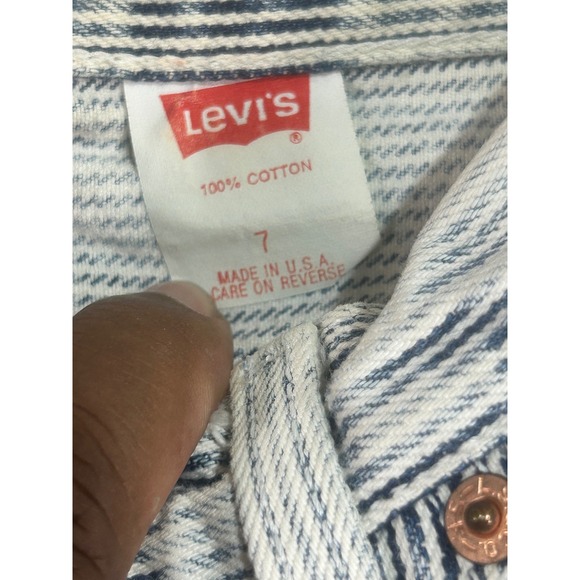 LEVI'S
®
100% COTTON
7
MADE IN U.S.A.
CARE ON REVERSE